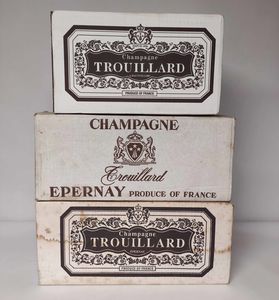 Champagne
TROUILLARD
PRODUCE OF FRANCE
CHAMPAGNE
Trouillard
EPERNAY PRODUCE OF FRANCE
Champagne
TROUILLARD
PRODUCE OF FRANCE